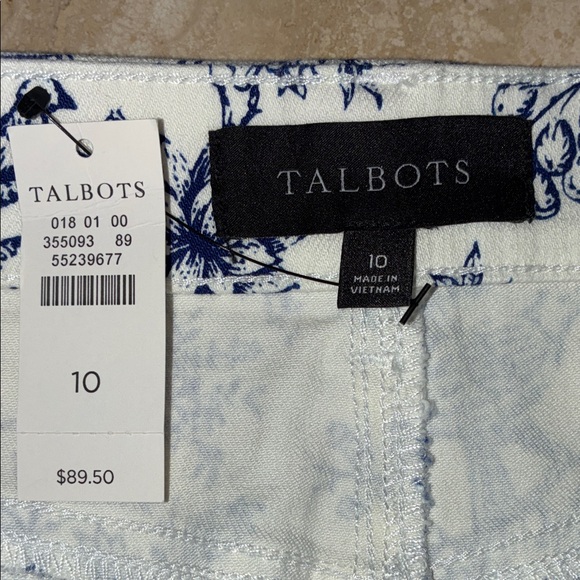 TALBOTS
018 01 00
355093 89
55239677
10
$89.50
TALBOTS
10
MADE IN
VIETNAM